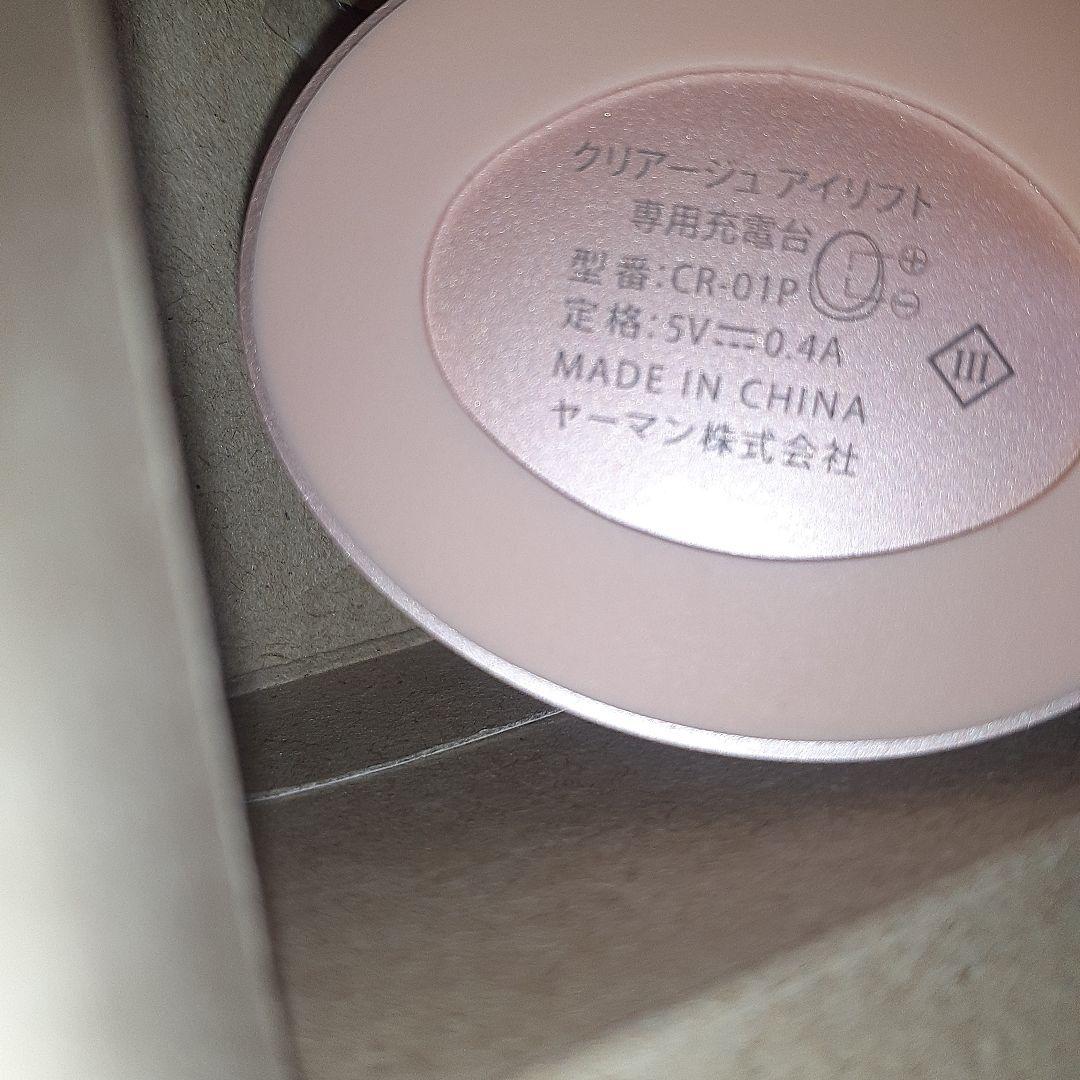 クリアージュ アイリフト
専用充電台
型番:CR-01P
定格:5V⎓0.4A
MADE IN CHINA
ヤーマン株式会社
⊕
⊖
III